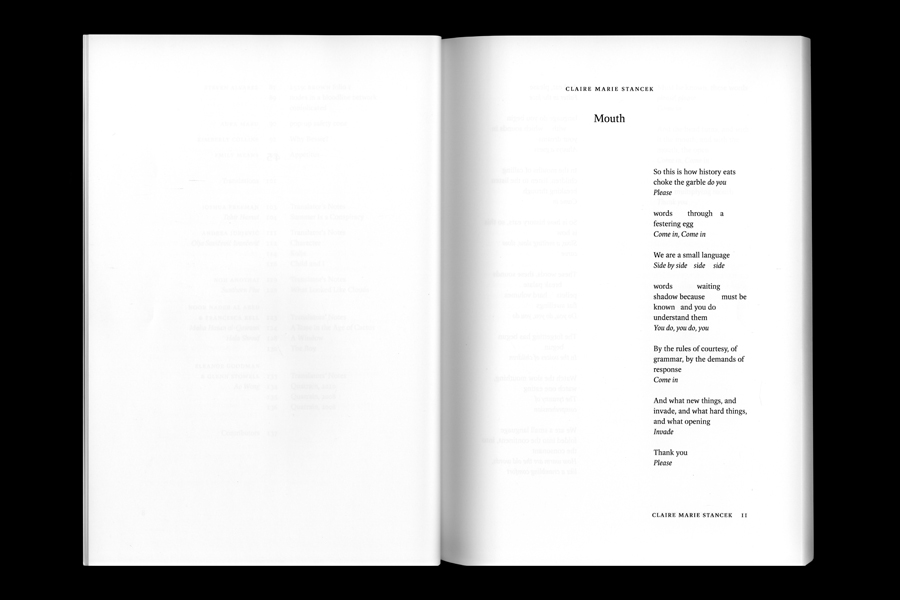 CLAIRE MARIE STANCEK
Mouth
So this is how history eats
choke the garble do you
Please
words through a
festering egg
Come in, Come in
We are a small language
Side by side side side
words waiting
shadow because must be
known and you do
understand them
You do, you do, you
By the rules of courtesy, of
grammar, by the demands of
response
Come in
And what new things, and
invade, and what hard things,
and what opening
Invade
Thank you
Please
CLAIRE MARIE STANCEK 11